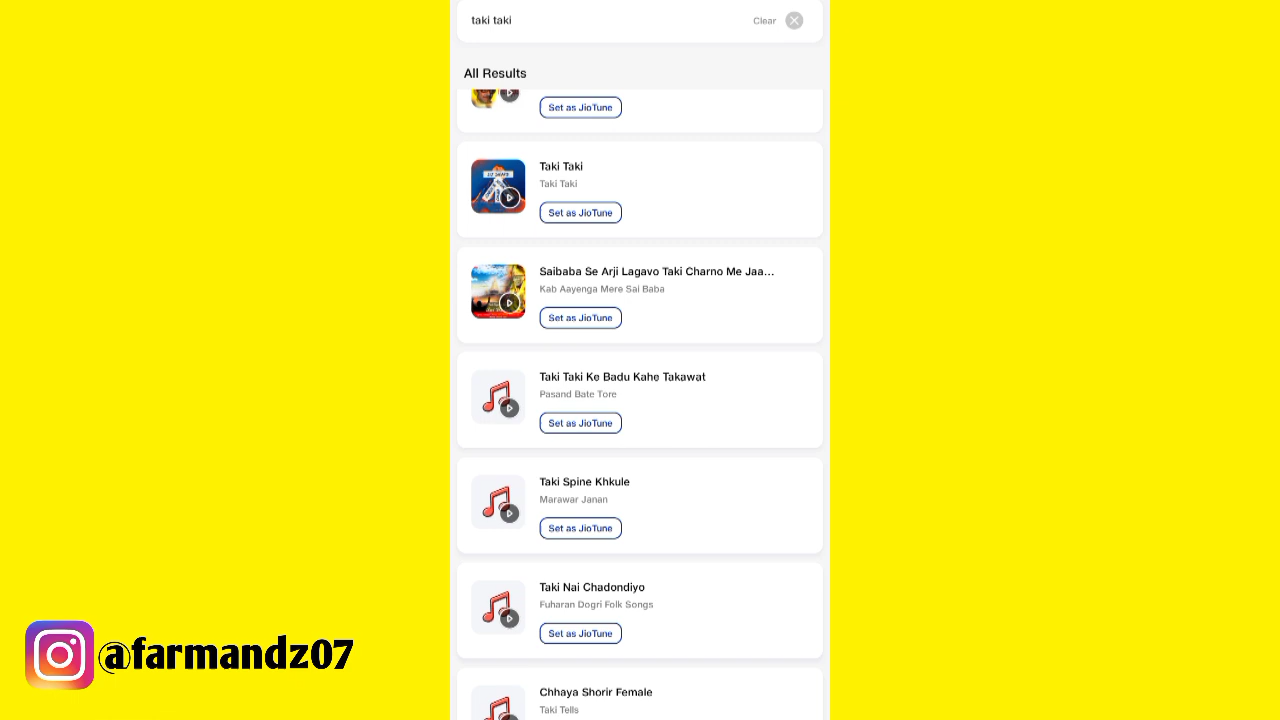 taki taki
Clear
All Results
Set as JioTune
Taki Taki
Taki Taki
Set as JioTune
Saibaba Se Arji Lagavo Taki Charno Me Jaa...
Kab Aayenga Mere Sai Baba
Set as JioTune
Taki Taki Ke Badu Kahe Takawat
Pasand Bate Tore
Set as JioTune
Taki Spine Khkule
Marawar Janan
Set as JioTune
Taki Nai Chadondiyo
Fuharan Dogri Folk Songs
Set as JioTune
Chhaya Shorir Female
Taki Tells
@farmandz07